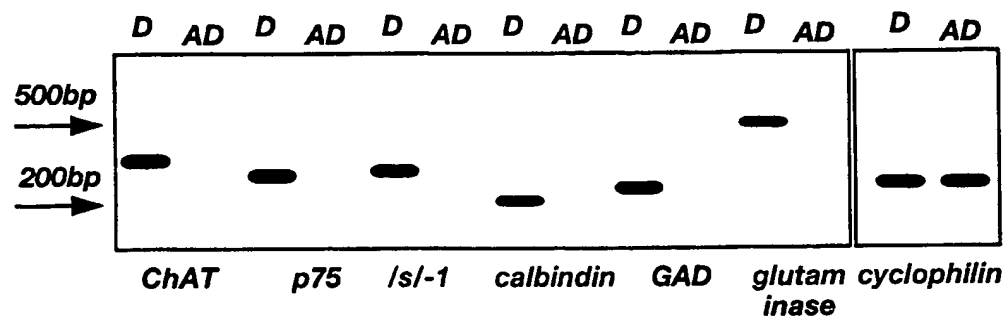 D AD D AD D AD D AD D AD D AD D AD
500bp
200bp
ChAT p75 /s/-1 calbindin GAD glutam cyclophilin
inase